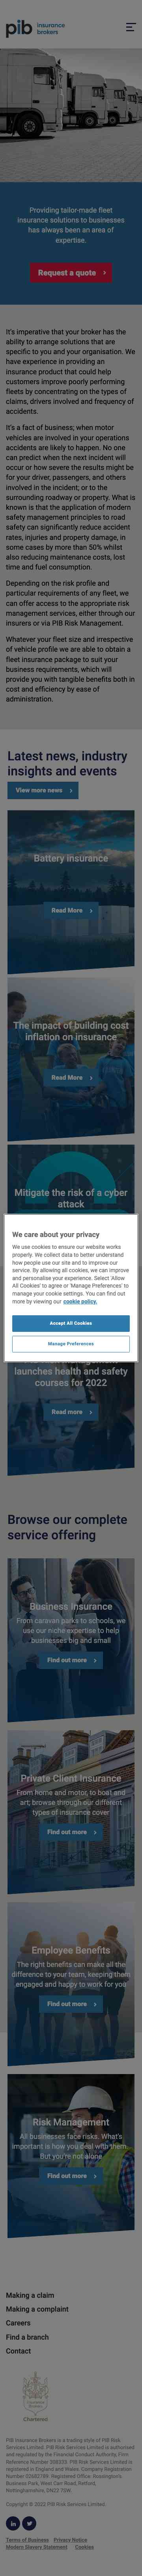 pib insurance
brokers
Providing tailor-made fleet
insurance solutions to businesses
has always been an area of
expertise.
Request a quote
It's imperative that your broker has the
ability to arrange solutions that are
specific to you and your organisation. We
are experienced in providing an
insurance product that could help
customers improve poorly performing
fleets by concentrating on the types of
claims, drivers involved and frequency of
accidents.
It's a fact of business; when motor
vehicles are involved in your operations
accidents are likely to happen. No one
can predict when the next incident will
occur or how severe the results might be
for your driver, passengers, any others
involved in the incident; or to the
involved cargo or property. What is
known is that the application of modern
motor fleet safety and security
management techniques and technology
can significantly reduce accident
rates, injuries and property damage, in
some cases by more than 50% whilst
reducing motor insurance costs, lost
time and fuel consumption.
Depending on the risk profile and
particular requirements of any fleet, we
can offer access to the appropriate
management resources, either through
insurers or via PIB Risk Management.
Whatever your fleet size and irrespective
of vehicle profile we are able to obtain a
fleet insurance package to suit your
business requirements, which will
provide you with tangible benefits both in
cost and efficiency and ease of
administration.
Latest news, industry
insights and events
View more news
Battery insurance
Read More
The impact of building cost
inflation on insurance
Read More
Mitigate the risk of a cyber
attack
We care about your privacy
We use cookies to ensure our website works
properly. We collect data to better understand
how people use our site and to improve our
service. By allowing all cookies, we can improve
and personalise your experience. Select 'Allow
All Cookies' to agree or 'Manage Preferences' to
manage your cookie settings. You can find out
more by viewing our cookie policy.
Accept All Cookies
Manage Preferences
launches health and safety
courses for 2022
Read more
Browse our complete
service offering
Business Insurance
From caravan parks to schools, we
use our niche expertise to help
businesses big and small
Find out more
Private Client Insurance
From home and motor to boat and
art; browse through our different
types of insurances cover
Find out more
Employee Benefits
The right benefits can make all the
difference to your team, keeping them
engaged and happy to work for you
Find out more
Risk Management
All businesses face risks. What's
important is how you deal with them.
But you're not alone
Find out more
Making a claim
Making a complaint
Careers
Find a branch
Contact
Chartered
PIB Insurance Brokers is a trading style of PIB Risk
Services Limited. PIB Risk Services Limited is authorised
and regulated by the Financial Conduct Authority, Firm
Reference Number 308333. PIB Risk Services Limited is
registered in England and Wales. Company Registration
Number 02682789. Registered Office: Rossington's
Business Park, West Carr Road, Retford,
Nottinghamshire, DN22 7SW.
Copyright © 2022 PIB Risk Services Limited.
Terms of Business Privacy Notice
Modern Slavery Statement Cookies